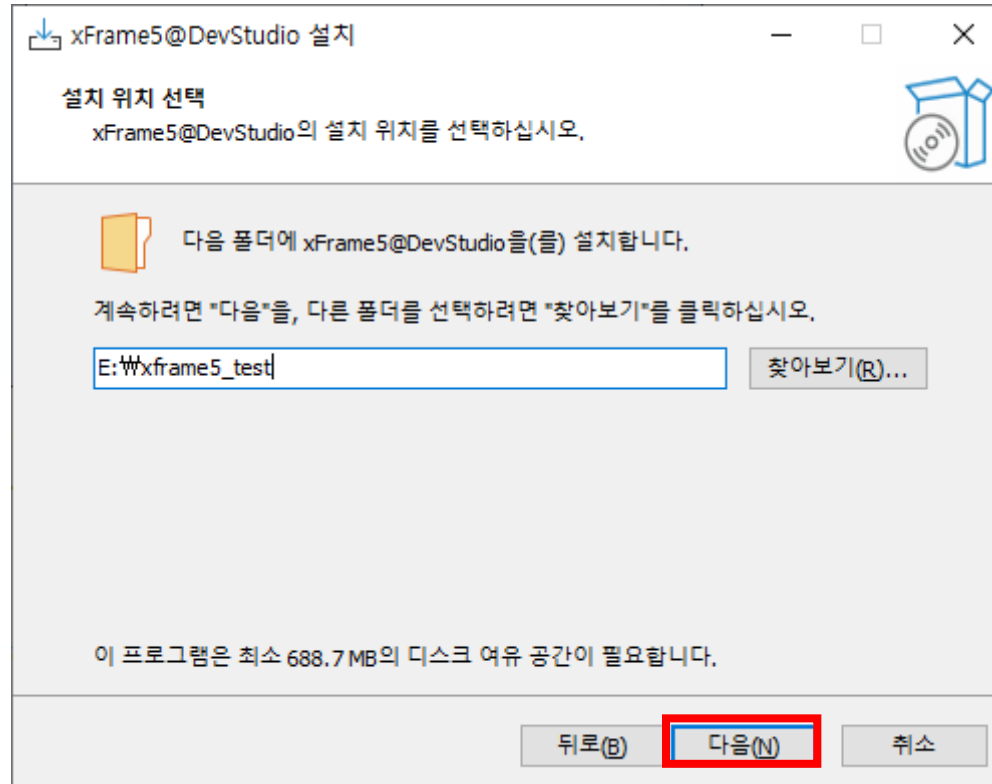 xFrame5@DevStudio 설치
설치 위치 선택
xFrame5@DevStudio의 설치 위치를 선택하십시오.
다음 폴더에 xFrame5@DevStudio을(를) 설치합니다.
계속하려면 "다음"을, 다른 폴더를 선택하려면 "찾아보기"를 클릭하십시오.
E:₩xframe5_test
찾아보기(R)...
이 프로그램은 최소 688.7 MB의 디스크 여유 공간이 필요합니다.
뒤로(B) 다음(N) 취소